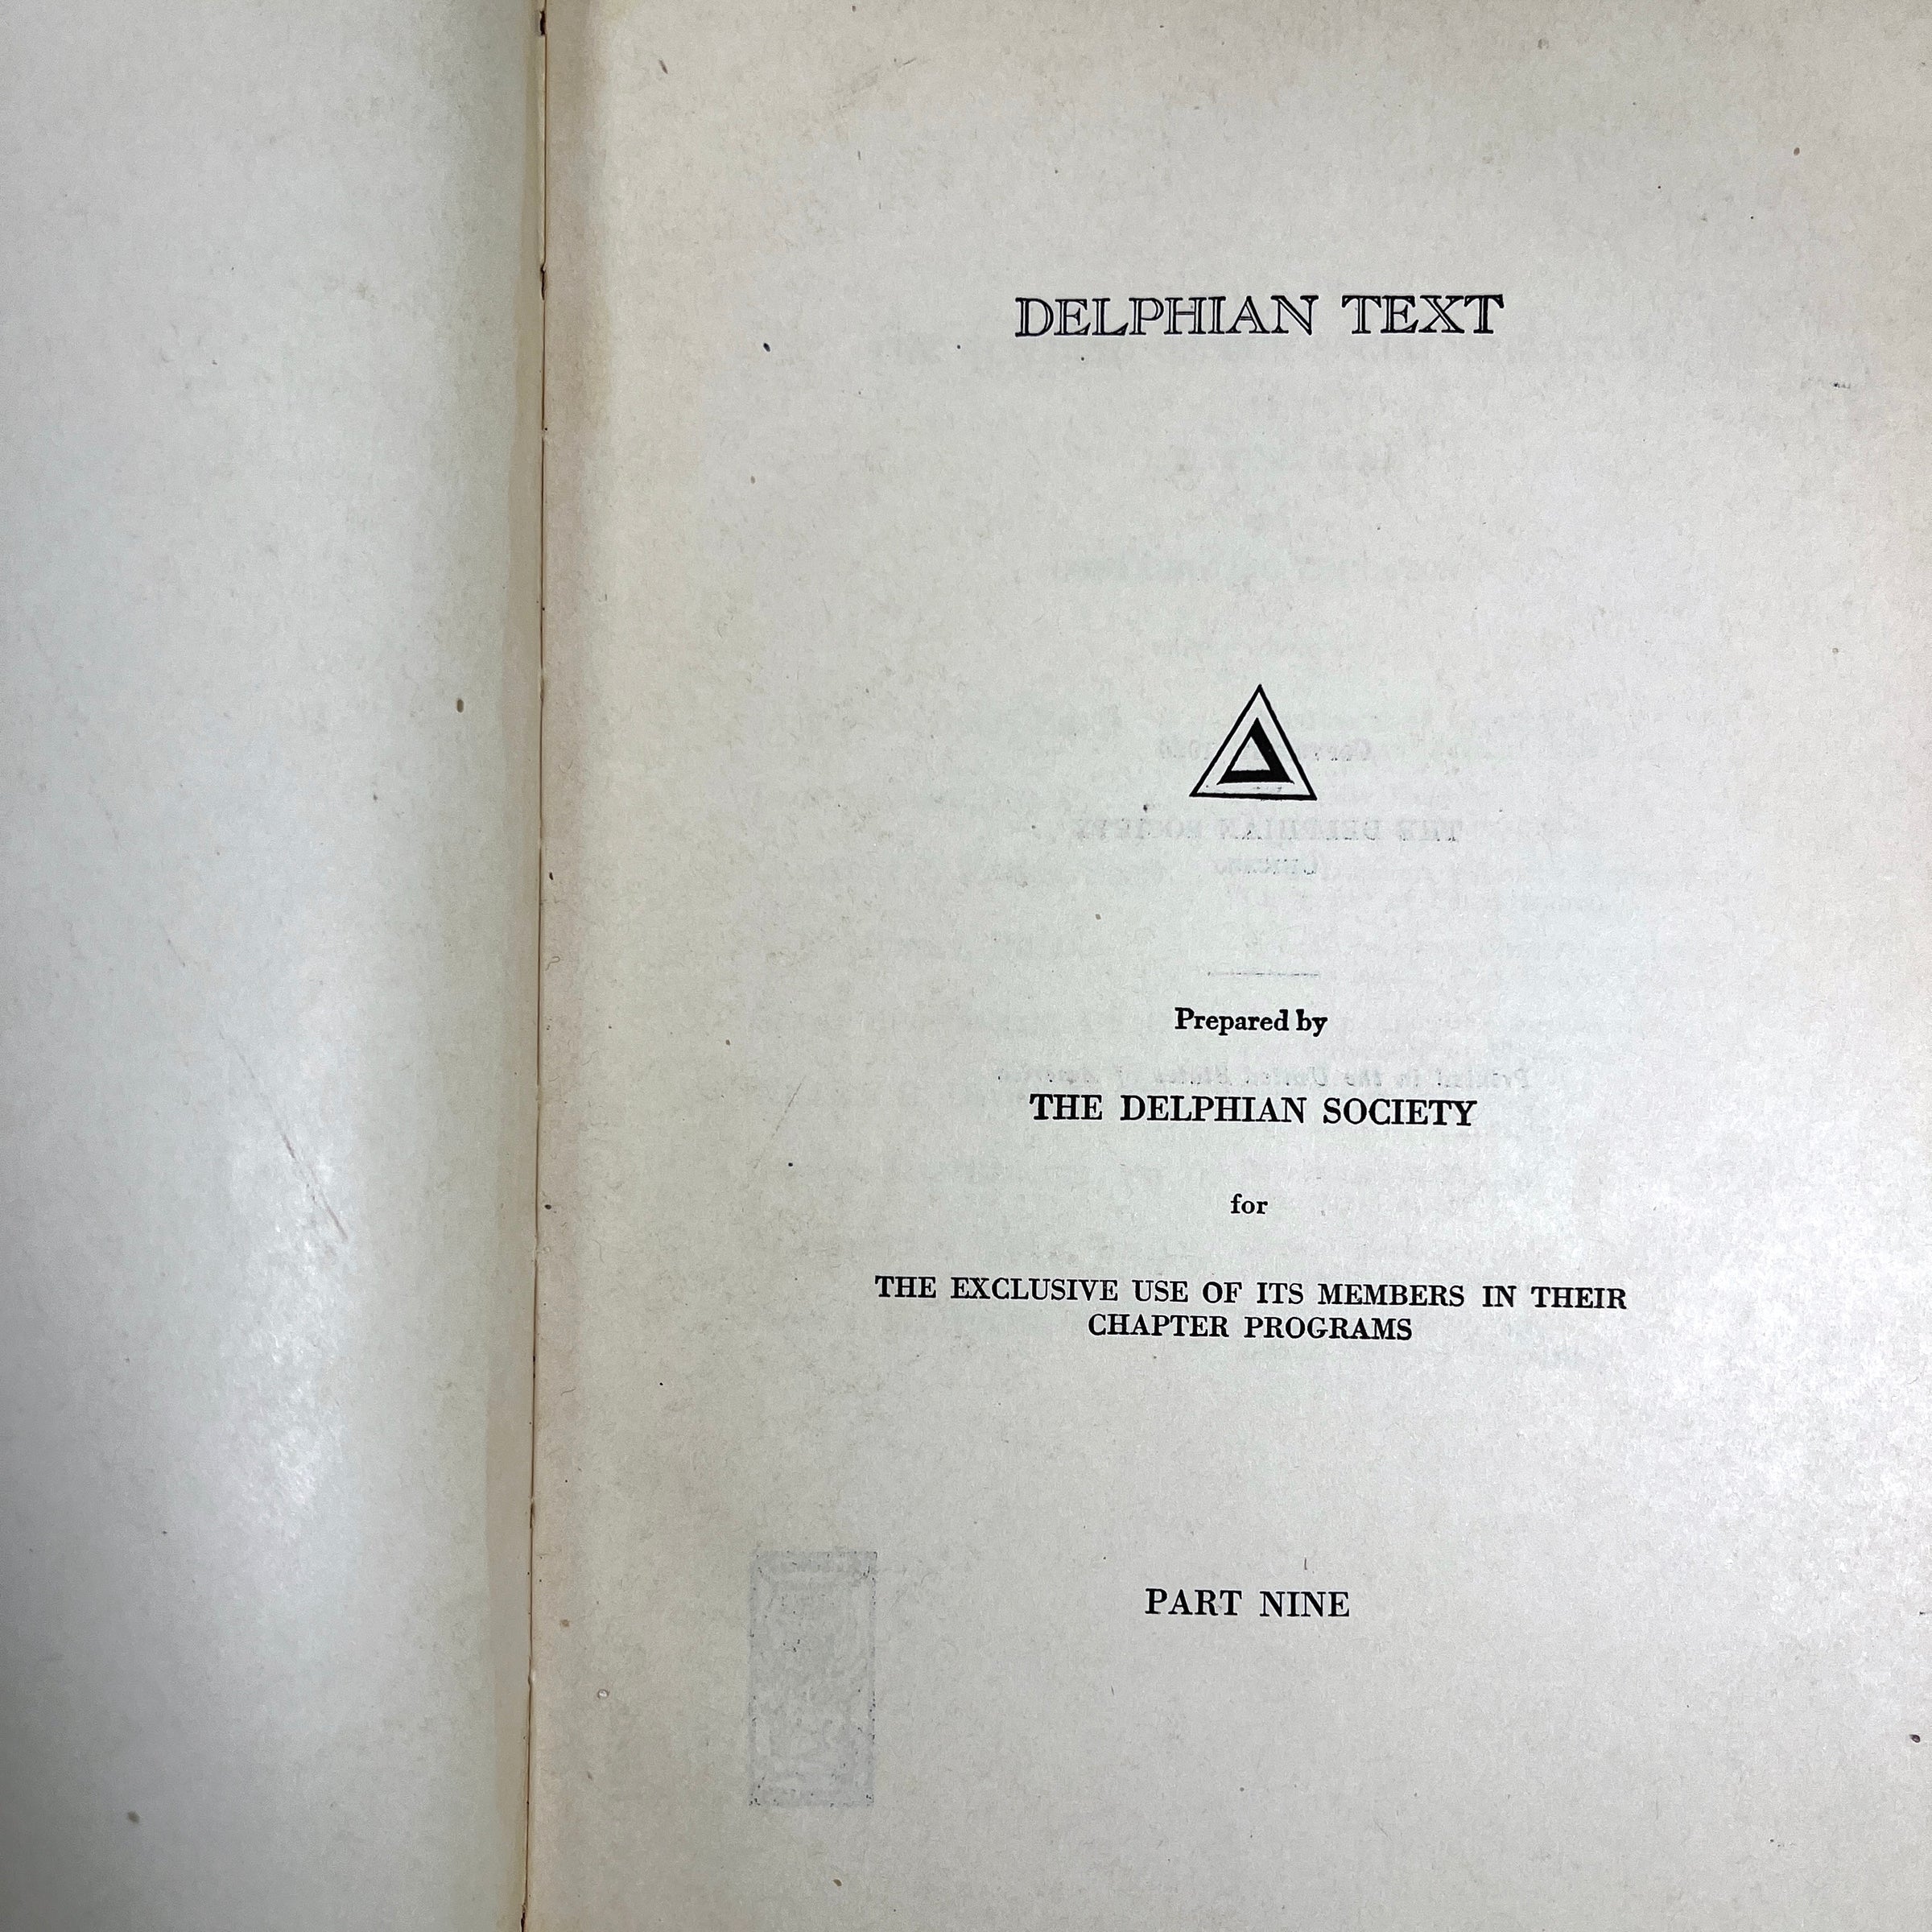 DELPHIAN TEXT
Prepared by
THE DELPHIAN SOCIETY
for
THE EXCLUSIVE USE OF ITS MEMBERS IN THEIR
CHAPTER PROGRAMS
PART NINE